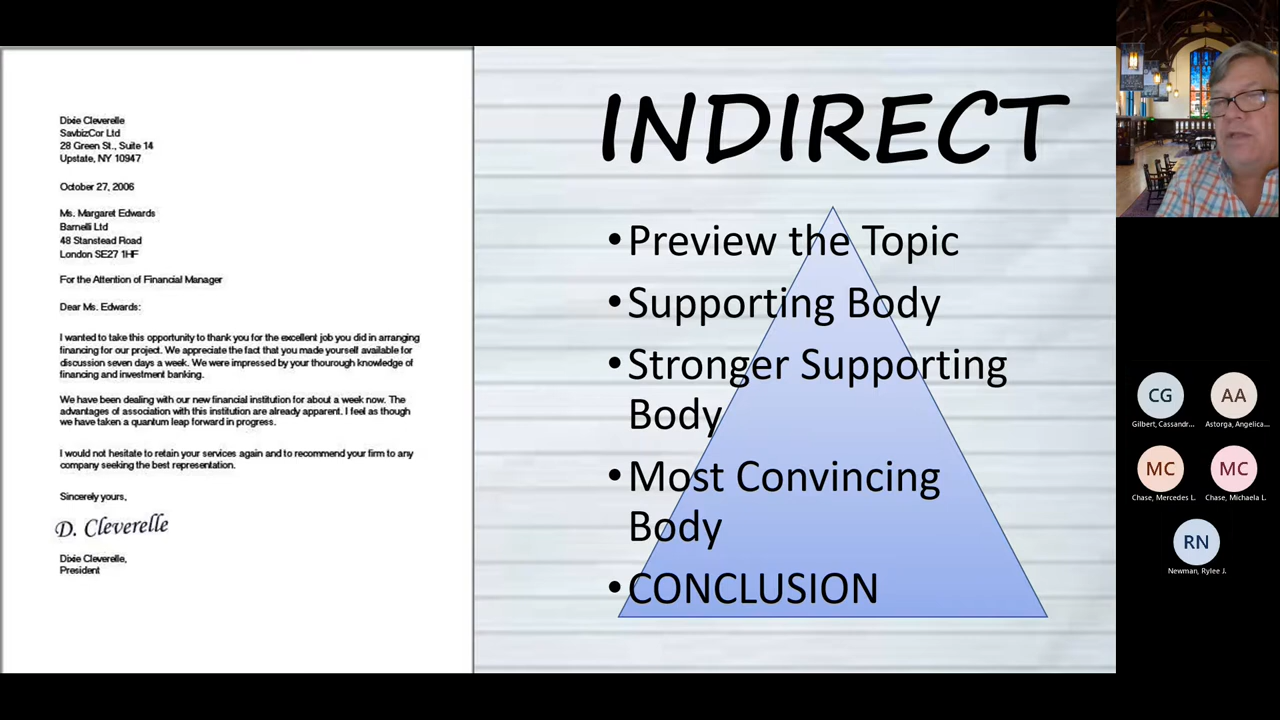 Dixie Cleverelle
SavbizCor Ltd
28 Green St., Suite 14
Upstate, NY 10947
October 27, 2006
Ms. Margaret Edwards
Barnelli Ltd
48 Stanstead Road
London SE27 1HF
For the Attention of Financial Manager
Dear Ms. Edwards:
I wanted to take this opportunity to thank you for the excellent job you did in arranging
financing for our project. We appreciate the fact that you made yourself available for
discussion seven days a week. We were impressed by your thourough knowledge of
financing and investment banking.
We have been dealing with our new financial institution for about a week now. The
advantages of association with this institution are already apparent. I feel as though
we have taken a quantum leap forward in progress.
I would not hesitate to retain your services again and to recommend your firm to any
company seeking the best representation.
Sincerely yours,
D. Cleverelle
Dixie Cleverelle,
President
INDIRECT
•Preview the Topic
•Supporting Body
•Stronger Supporting
Body
•Most Convincing
Body
•CONCLUSION
CG
Gilbert, Cassandr...
AA
Astorga, Angelica...
MC
Chase, Mercedes L.
MC
Chase, Michaela L.
RN
Newman, Rylee J.